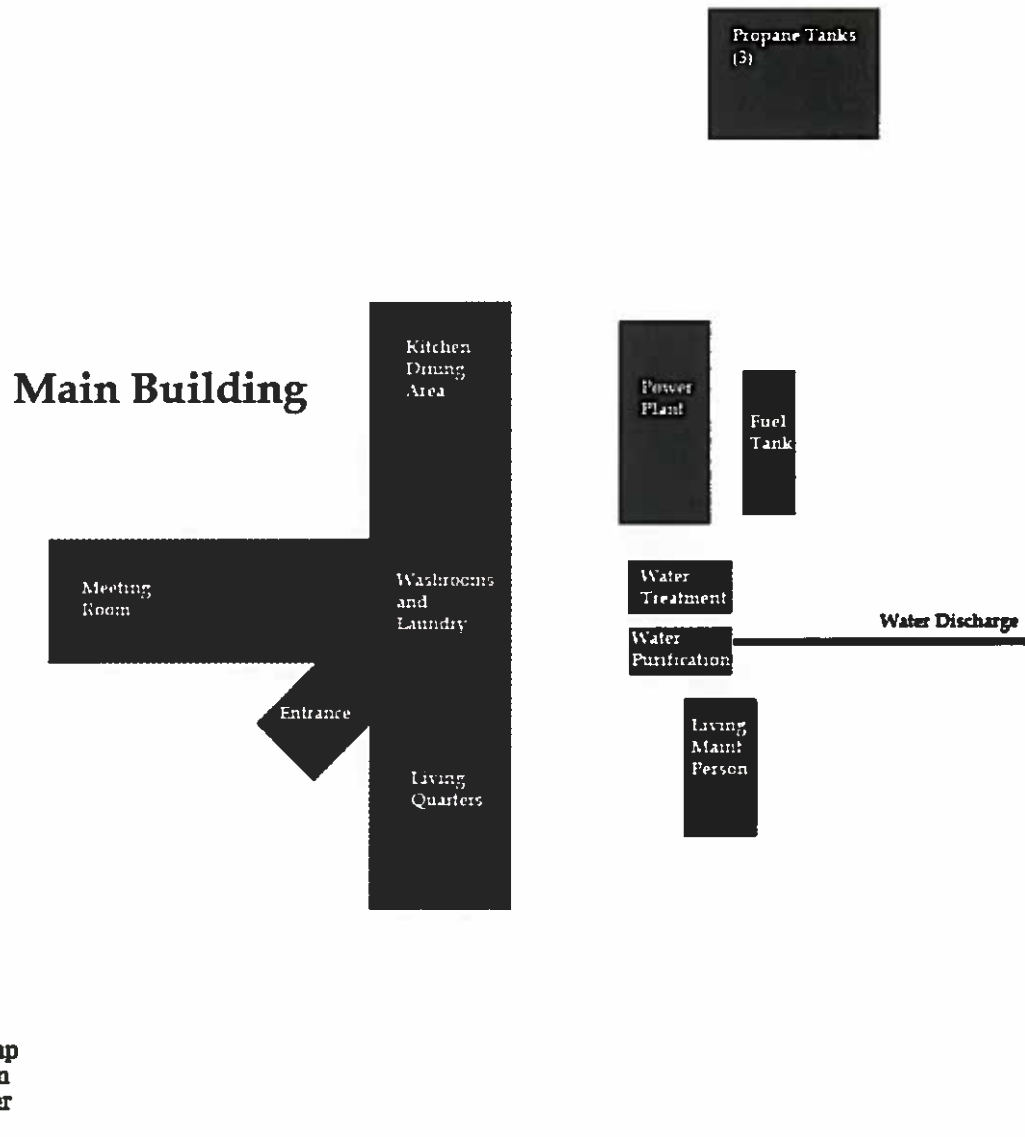 Propane Tanks
(3)
Main Building
Kitchen
Dining
Area
Power
Plant
Fuel
Tank
Meeting
Room
Washrooms
and
Laundry
Water
Treatment
Water
Purification
Water Discharge
Entrance
Living
Maint
Person
Living
Quarters